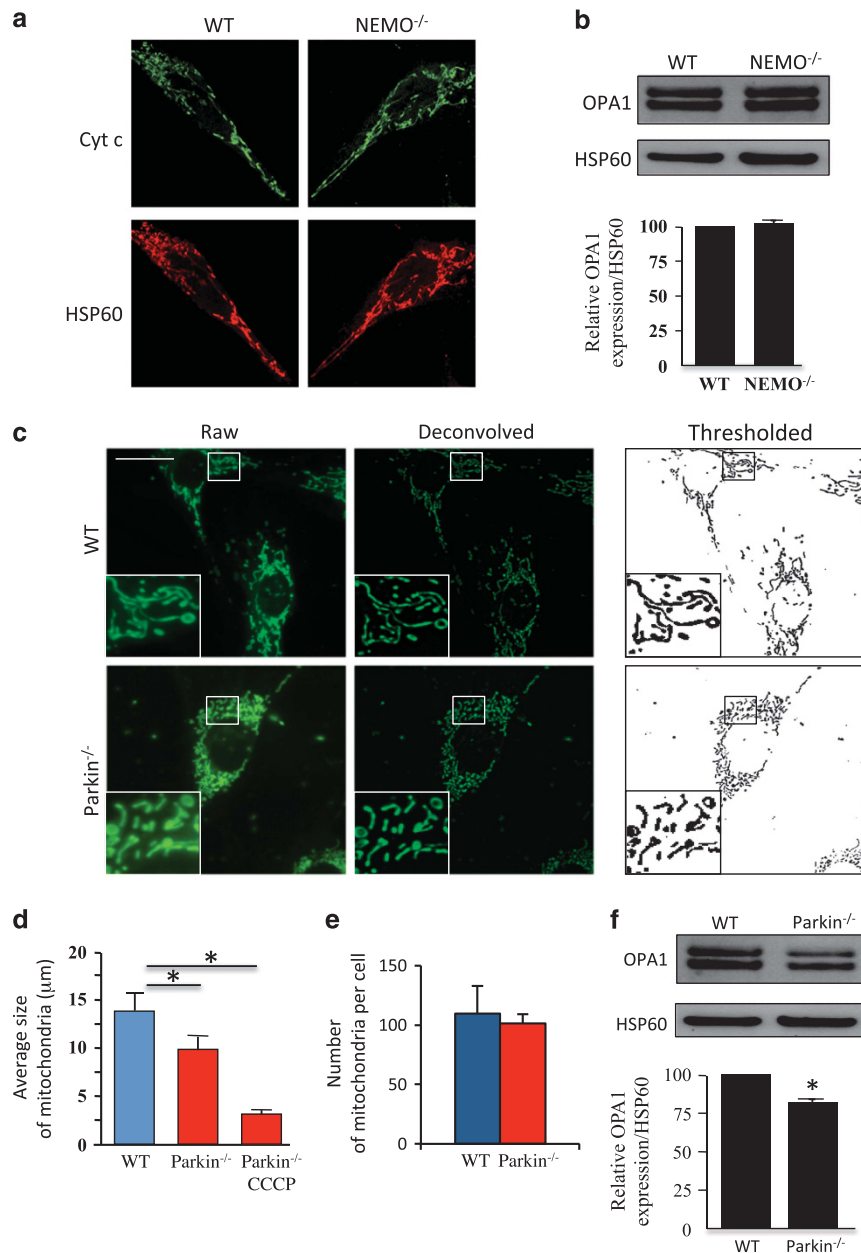 a
WT
NEMO-/-
Cyt c
HSP60
b
WT
NEMO-/-
OPA1
HSP60
Relative OPA1
expression/HSP60
100
75
50
25
0
WT
NEMO-/-
c
Raw
Deconvolved
Thresholded
WT
Parkin-/-
d
Average size
of mitochondria (μm)
20
15
10
5
0
*
*
WT
Parkin-/-
Parkin-/-
CCCP
e
Number
of mitochondria per cell
150
100
50
0
WT
Parkin-/-
f
WT
Parkin-/-
OPA1
HSP60
Relative OPA1
expression/HSP60
100
75
50
25
0
*
WT
Parkin-/-